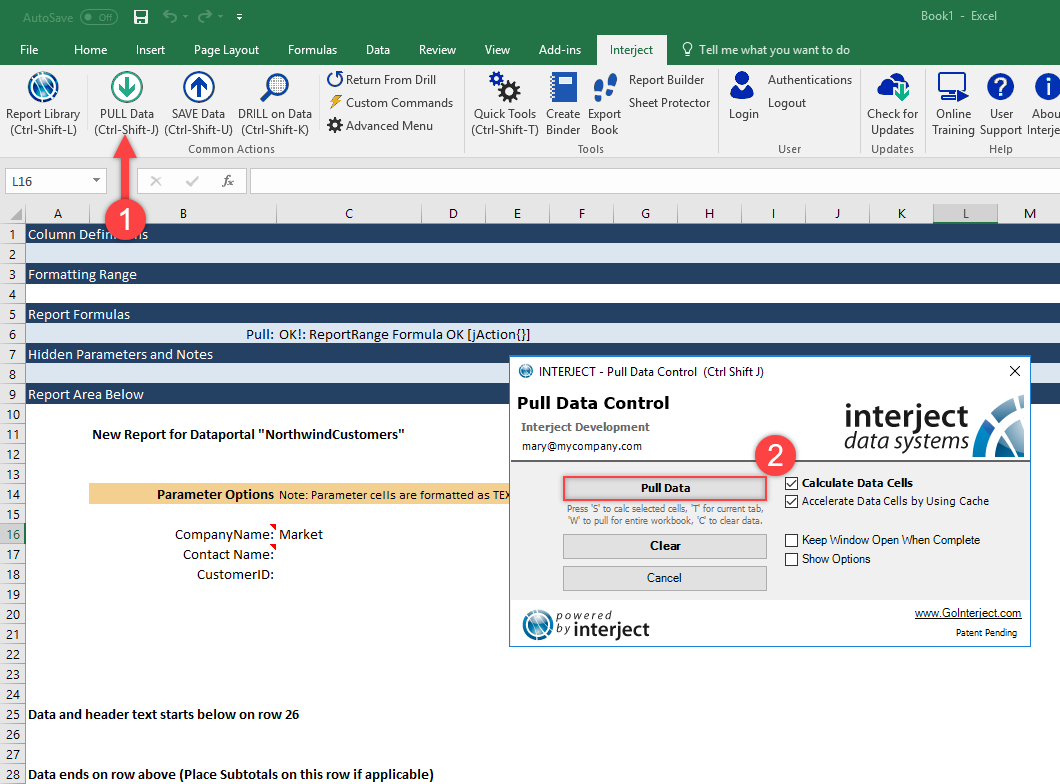 AutoSave Off
Book1 - Excel
File Home Insert Page Layout Formulas Data Review View Add-ins Interject Tell me what you want to do
Report Library
(Ctrl-Shift-L)
PULL Data
(Ctrl-Shift-J)
SAVE Data
(Ctrl-Shift-U)
DRILL on Data
(Ctrl-Shift-K)
Return From Drill
Custom Commands
Advanced Menu
Common Actions
Quick Tools
(Ctrl-Shift-T)
Create
Binder
Export
Book
Report Builder
Sheet Protector
Tools
Login
Authentications
Logout
User
Check for
Updates
Updates
Online
Training
User
Support
Abou
Interje
Help
L16
fx
1
A B C D E F G H I J K L M
1 Column Defin s
2
3 Formatting Range
4
5 Report Formulas
6 Pull: OK!: ReportRange Formula OK [jAction{}]
7 Hidden Parameters and Notes
8
9 Report Area Below
10
11 New Report for Dataportal "NorthwindCustomers"
12
13
14 Parameter Options Note: Parameter cells are formatted as TEX
15
16 CompanyName: Market
17 Contact Name:
18 CustomerID:
19
20
21
22
23
24
25 Data and header text starts below on row 26
26
27
28 Data ends on row above (Place Subtotals on this row if applicable)
INTERJECT - Pull Data Control (Ctrl Shift J)
Pull Data Control
Interject Development
mary@mycompany.com
interject
data systems
2
Pull Data
Press 'S' to calc selected cells, 'T' for current tab,
'W' to pull for entire workbook, 'C' to clear data.
Clear
Cancel
Calculate Data Cells
Accelerate Data Cells by Using Cache
Keep Window Open When Complete
Show Options
powered
by interject
www.GoInterject.com
Patent Pending